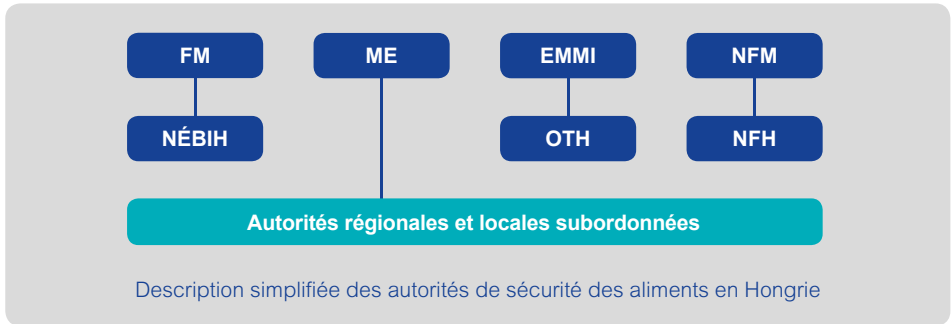 FM
ME
EMMI
NFM
NÉBIH
OTH
NFH
Autorités régionales et locales subordonnées
Description simplifiée des autorités de sécurité des aliments en Hongrie